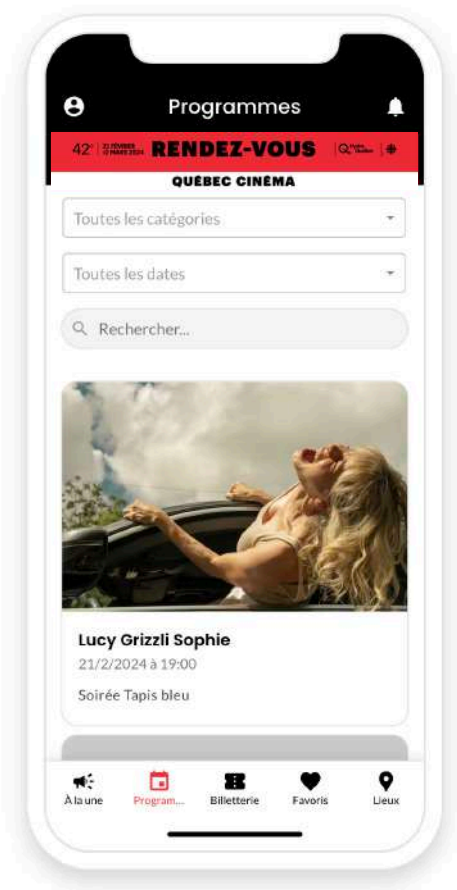 Programmes
42e RENDEZ-VOUS
QUÉBEC CINÉMA
Toutes les catégories
Toutes les dates
Rechercher...
Lucy Grizzli Sophie
21/2/2024 à 19:00
Soirée Tapis bleu
À la une Program... Billetterie Favoris Lieux